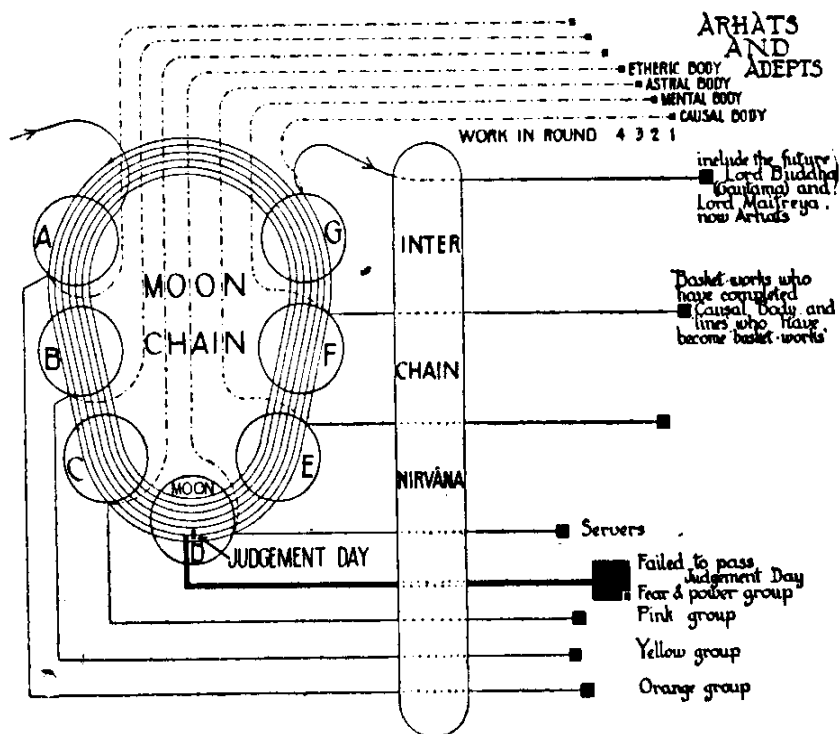 ARHATS
AND
ADEPTS
ETHERIC BODY
ASTRAL BODY
MENTAL BODY
CAUSAL BODY
WORK IN ROUND 4 3 2 1
include the future
Lord Buddha
(Gautama) and
Lord Maitreya,
now Arhats
A
G
MOON
CHAIN
B
F
C
E
MOON
D
JUDGEMENT DAY
INTER
CHAIN
NIRVÂNA
Basket-works who
have completed
Causal Body and
lines who have
become basket-works
Servers
Failed to pass
Judgement Day
Fear & power group
Pink group
Yellow group
Orange group